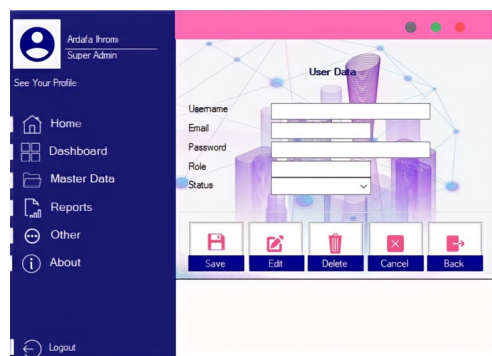 Ardafa Ihromi
Super Admin
See Your Profile
Home
Dashboard
Master Data
Reports
Other
About
Logout
User Data
Username
Email
Password
Role
Status
Save
Edit
Delete
Cancel
Back